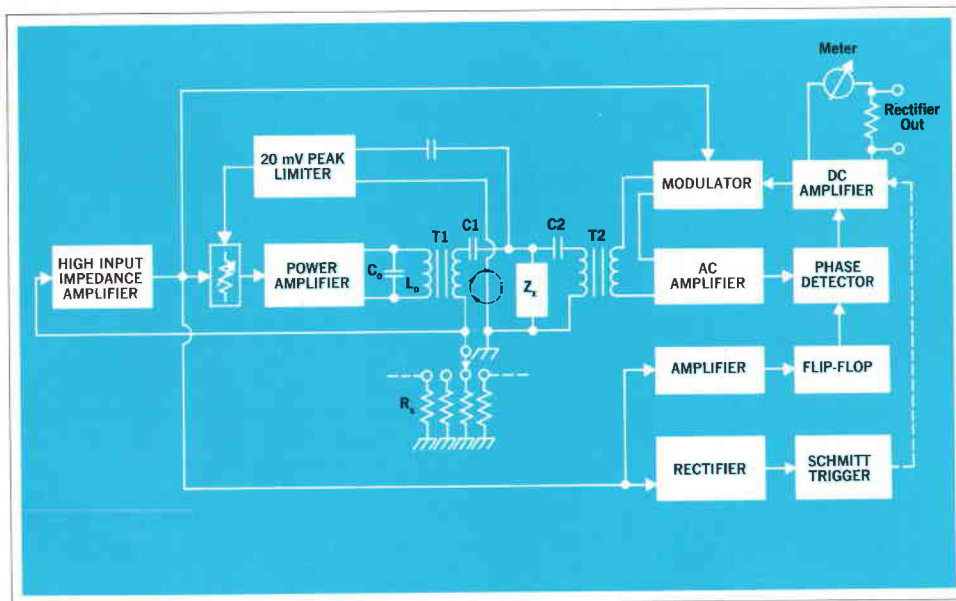 Meter
Rectifier
Out
20 mV PEAK
LIMITER
MODULATOR
DC
AMPLIFIER
C1
C2
T1
T2
HIGH INPUT
IMPEDANCE
AMPLIFIER
POWER
AMPLIFIER
Co
Lo
Zx
AC
AMPLIFIER
PHASE
DETECTOR
Rs
AMPLIFIER
FLIP-FLOP
RECTIFIER
SCHMITT
TRIGGER